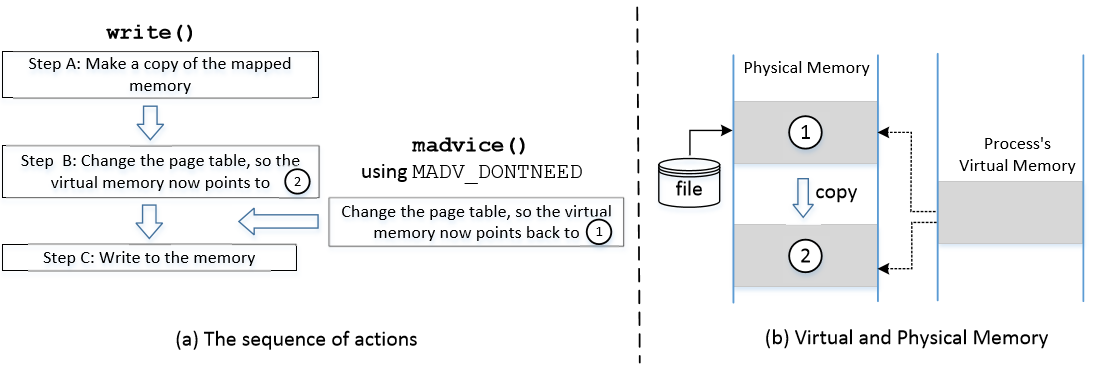 write()
Step A: Make a copy of the mapped
memory
Step B: Change the page table, so the
virtual memory now points to 2
Step C: Write to the memory
madvice()
using MADV_DONTNEED
Change the page table, so the virtual
memory now points back to 1
(a) The sequence of actions
Physical Memory
1
file
copy
2
Process's
Virtual Memory
(b) Virtual and Physical Memory